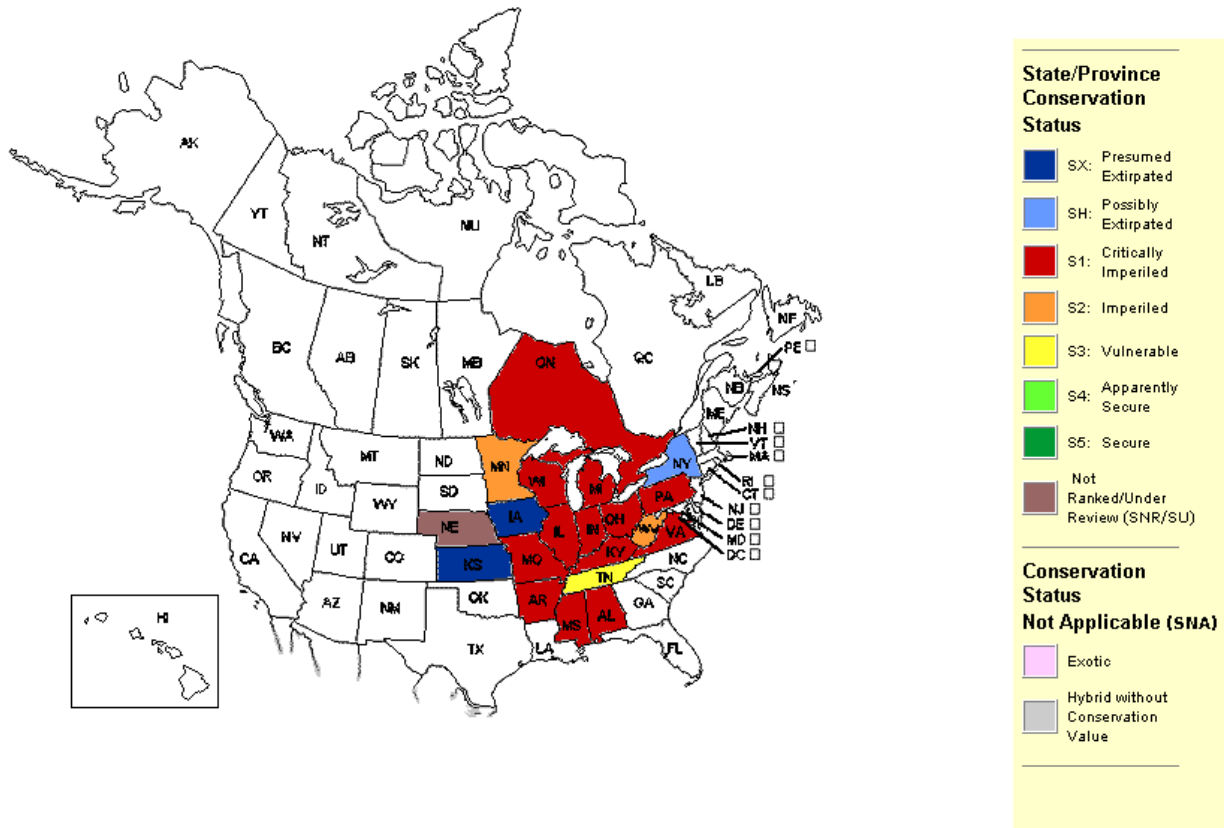 AK
YT
NT
NU
LB
NF
BC
AB
SK
MB
ON
QC
PE
NB
NS
ME
NH
VT
MA
WA
MT
ND
MN
OR
ID
SD
WI
MI
NY
RI
CT
WY
IA
PA
NJ
NE
OH
DE
NV
UT
CO
IL
IN
WV
VA
MD
CA
KS
MO
KY
DC
NC
AZ
NM
OK
TN
SC
AR
GA
HI
TX
LA
MS
AL
FL
State/Province
Conservation
Status
SX: Presumed
Extirpated
SH: Possibly
Extirpated
S1: Critically
Imperiled
S2: Imperiled
S3: Vulnerable
S4: Apparently
Secure
S5: Secure
Not
Ranked/Under
Review (SNR/SU)
Conservation
Status
Not Applicable (SNA)
Exotic
Hybrid without
Conservation
Value